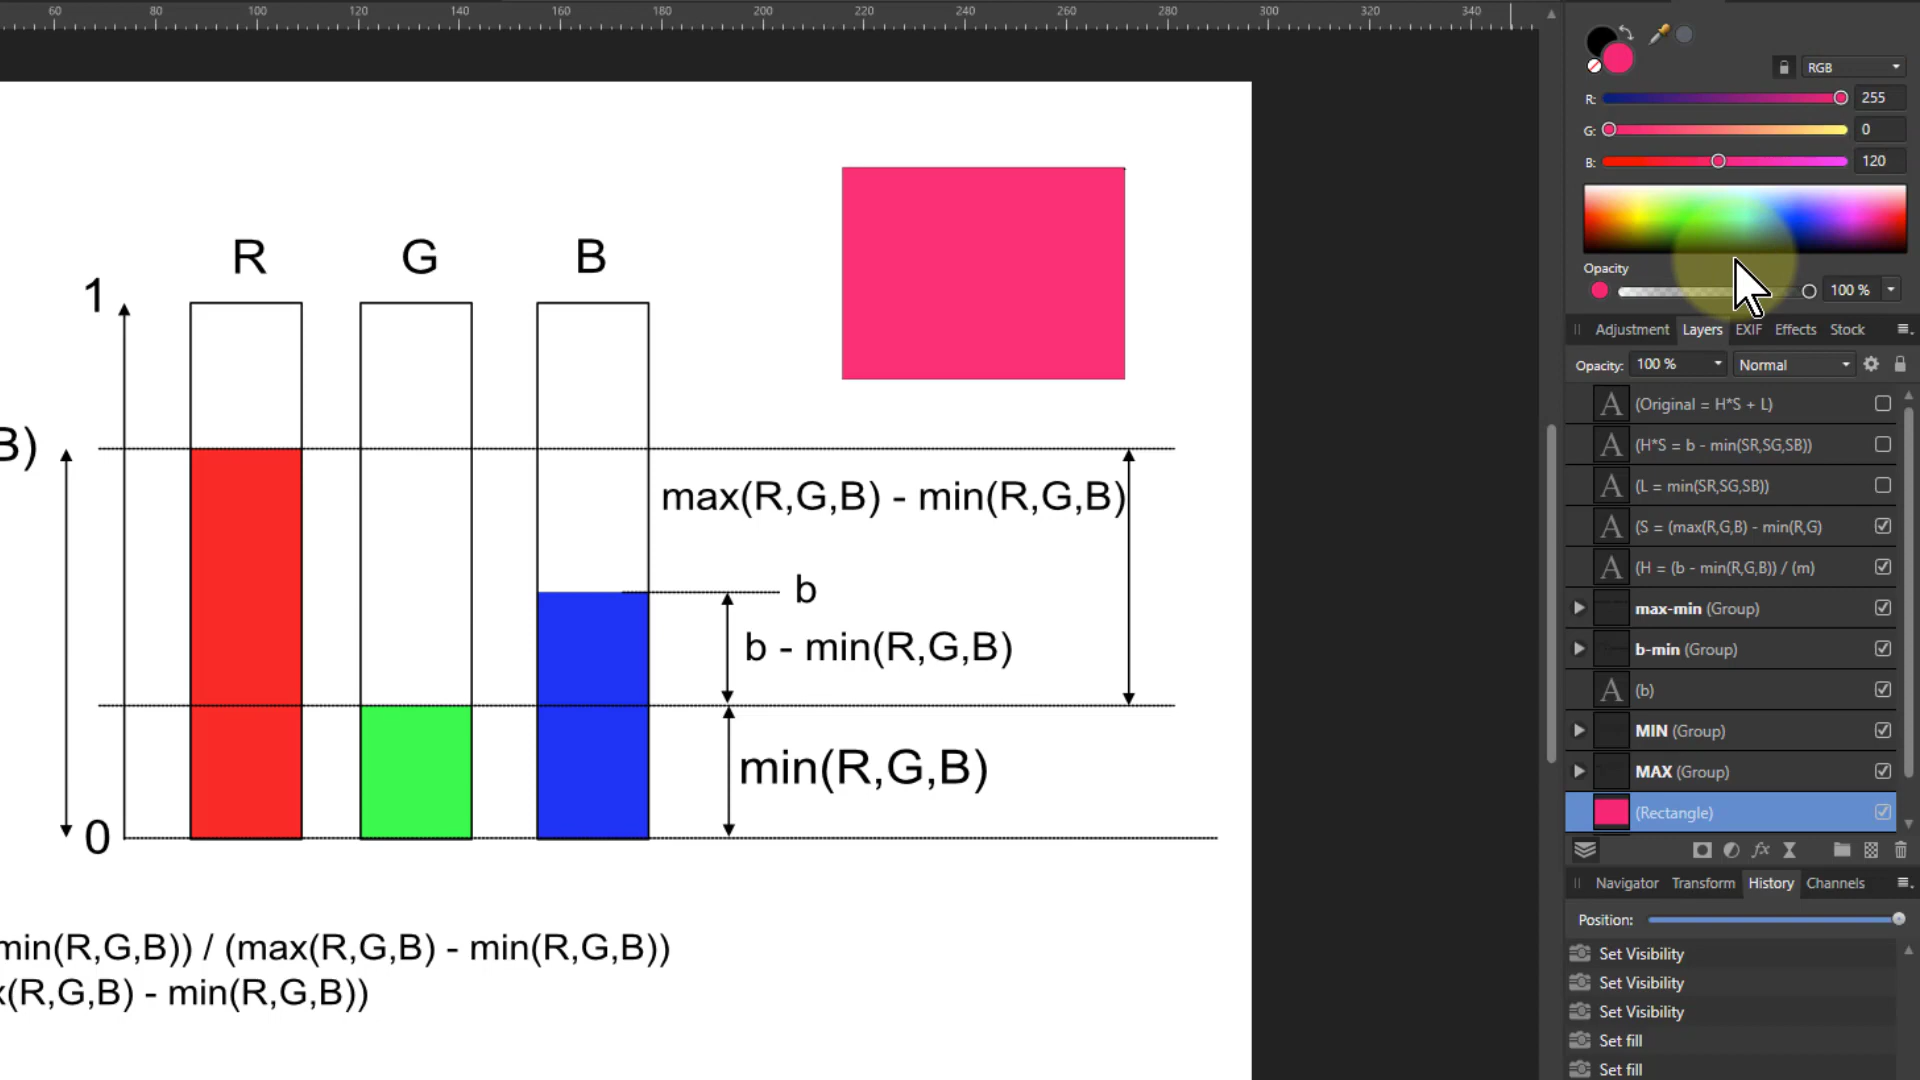 60 80 100 120 140 160 180 200 220 240 260 280 300 320 340
RGB
R: 255
G: 0
B: 120
Opacity
100 %
Adjustment Layers EXIF Effects Stock
Opacity: 100 % Normal
(Original = H*S + L)
(H*S = b - min(SR,SG,SB))
(L = min(SR,SG,SB))
(S = (max(R,G,B) - min(R,G)
(H = (b - min(R,G,B)) / (m)
max-min (Group)
b-min (Group)
(b)
MIN (Group)
MAX (Group)
(Rectangle)
Navigator Transform History Channels
Position:
Set Visibility
Set Visibility
Set Visibility
Set fill
Set fill
R G B
1
B)
max(R,G,B) - min(R,G,B)
b
b - min(R,G,B)
min(R,G,B)
0
min(R,G,B)) / (max(R,G,B) - min(R,G,B))
x(R,G,B) - min(R,G,B))